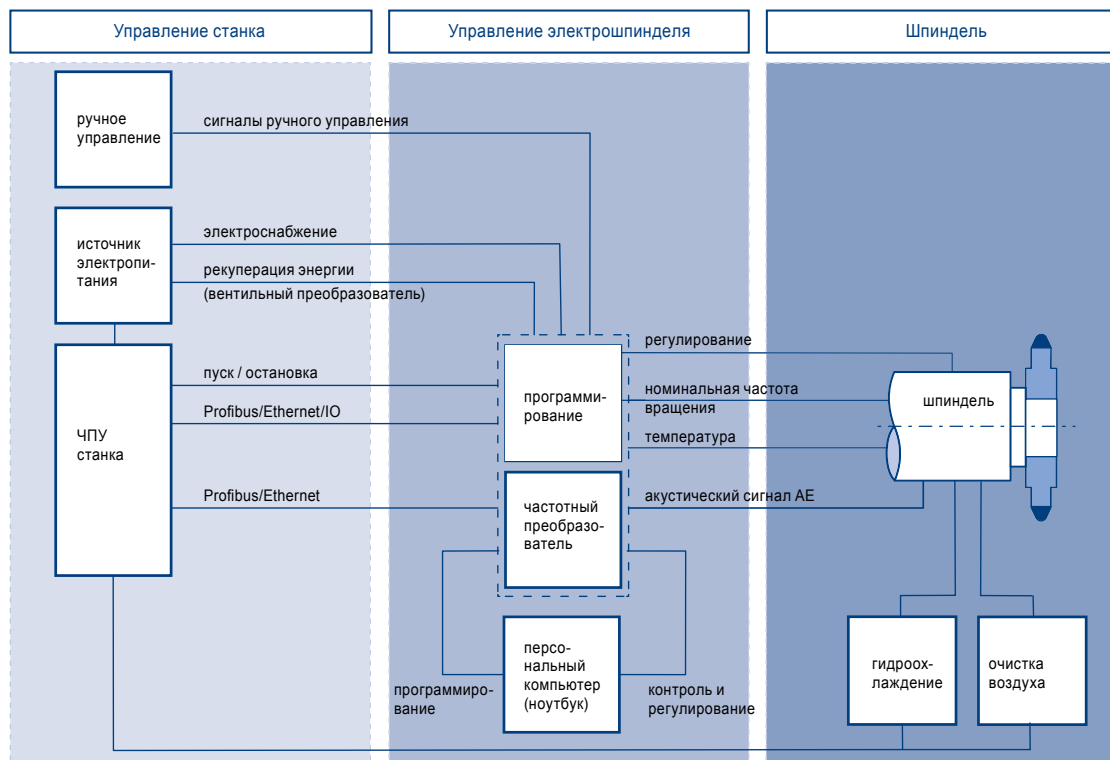 Управление станка
Управление электрошпинделя
Шпиндель
ручное
управление
сигналы ручного управления
источник
электропи-
тания
электроснабжение
рекуперация энергии
(вентильный преобразователь)
ЧПУ
станка
пуск / остановка
Profibus/Ethernet/IO
Profibus/Ethernet
программи-
рование
частотный
преобразо-
ватель
персо-
нальный
компьютер
(ноутбук)
программиро-
вание
контроль и
регулирование
регулирование
номинальная частота
вращения
температура
акустический сигнал АЕ
шпиндель
гидроох-
лаждение
очистка
воздуха